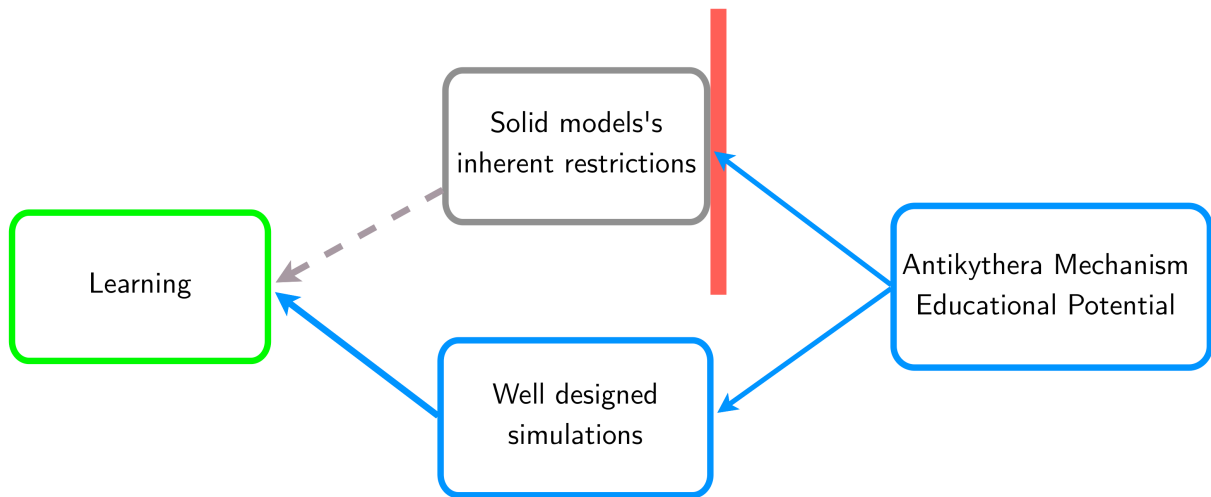 Solid models's
inherent restrictions
Learning
Antikythera Mechanism
Educational Potential
Well designed
simulations